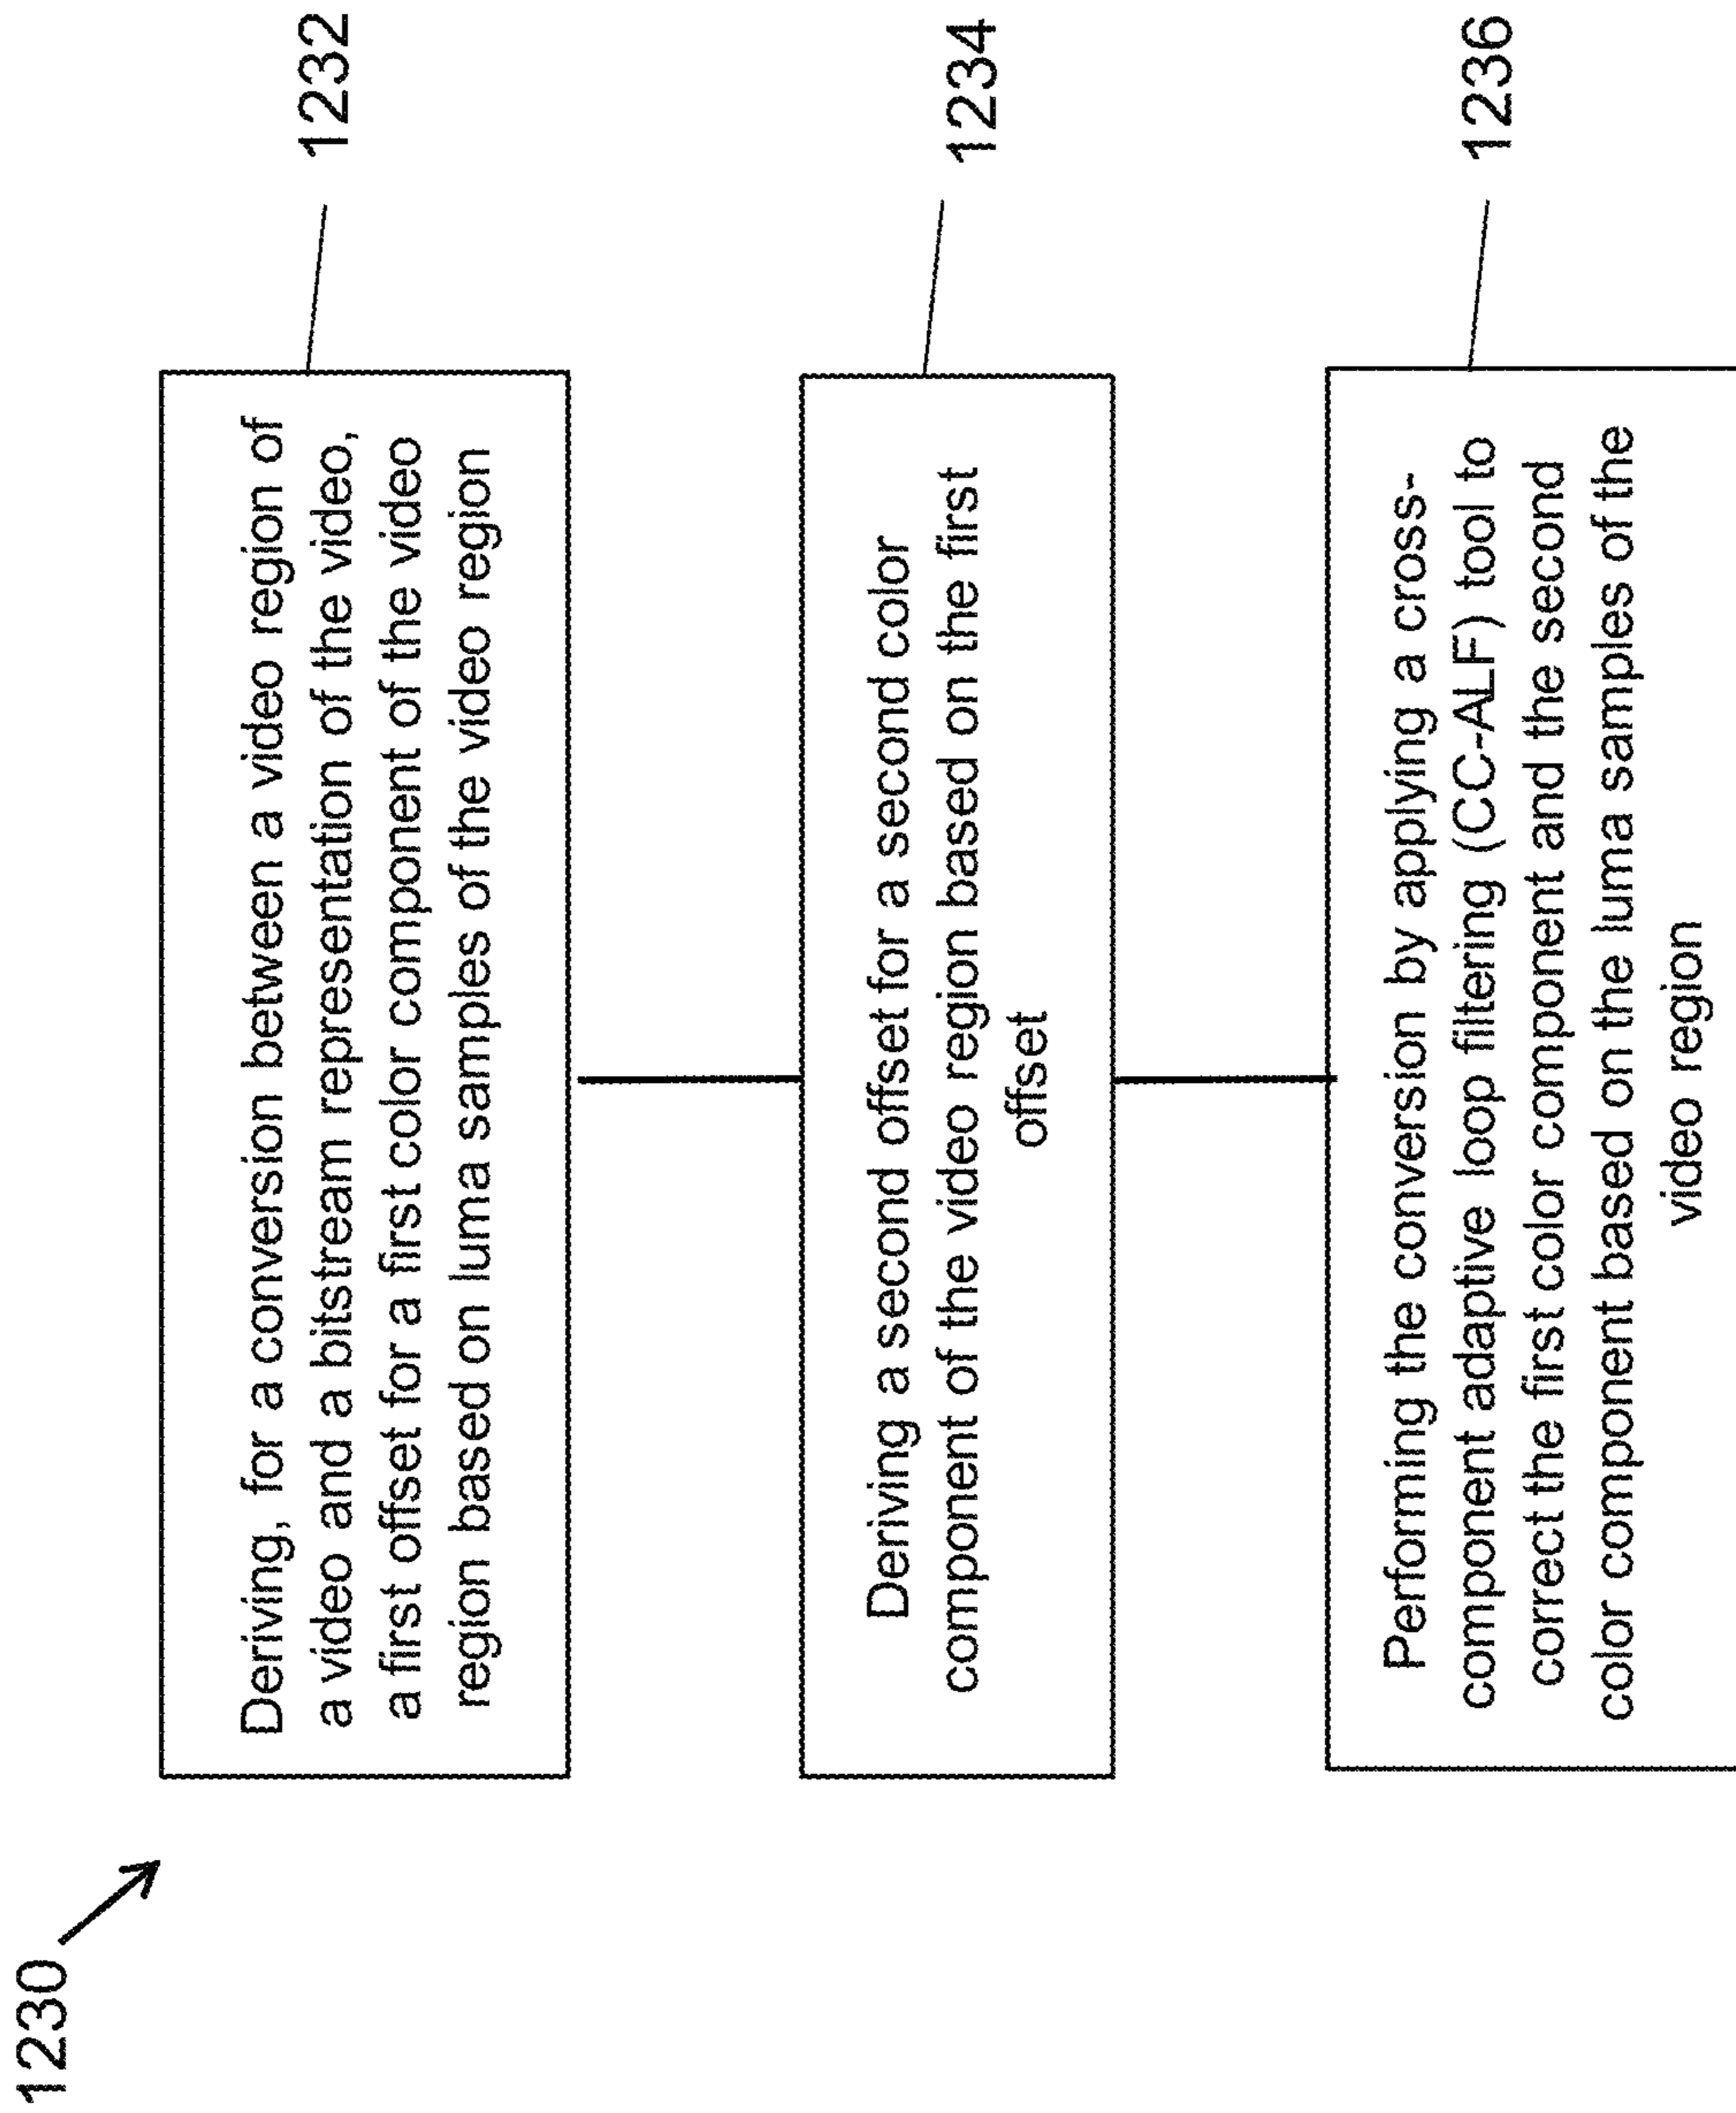 1230
Deriving, for a conversion between a video region of
a video and a bitstream representation of the video,
a first offset for a first color component of the video
region based on luma samples of the video region
1232
Deriving a second offset for a second color
component of the video region based on the first
offset
1234
Performing the conversion by applying a cross-
component adaptive loop filtering (CC-ALF) tool to
correct the first color component and the second
color component based on the luma samples of the
video region
1236